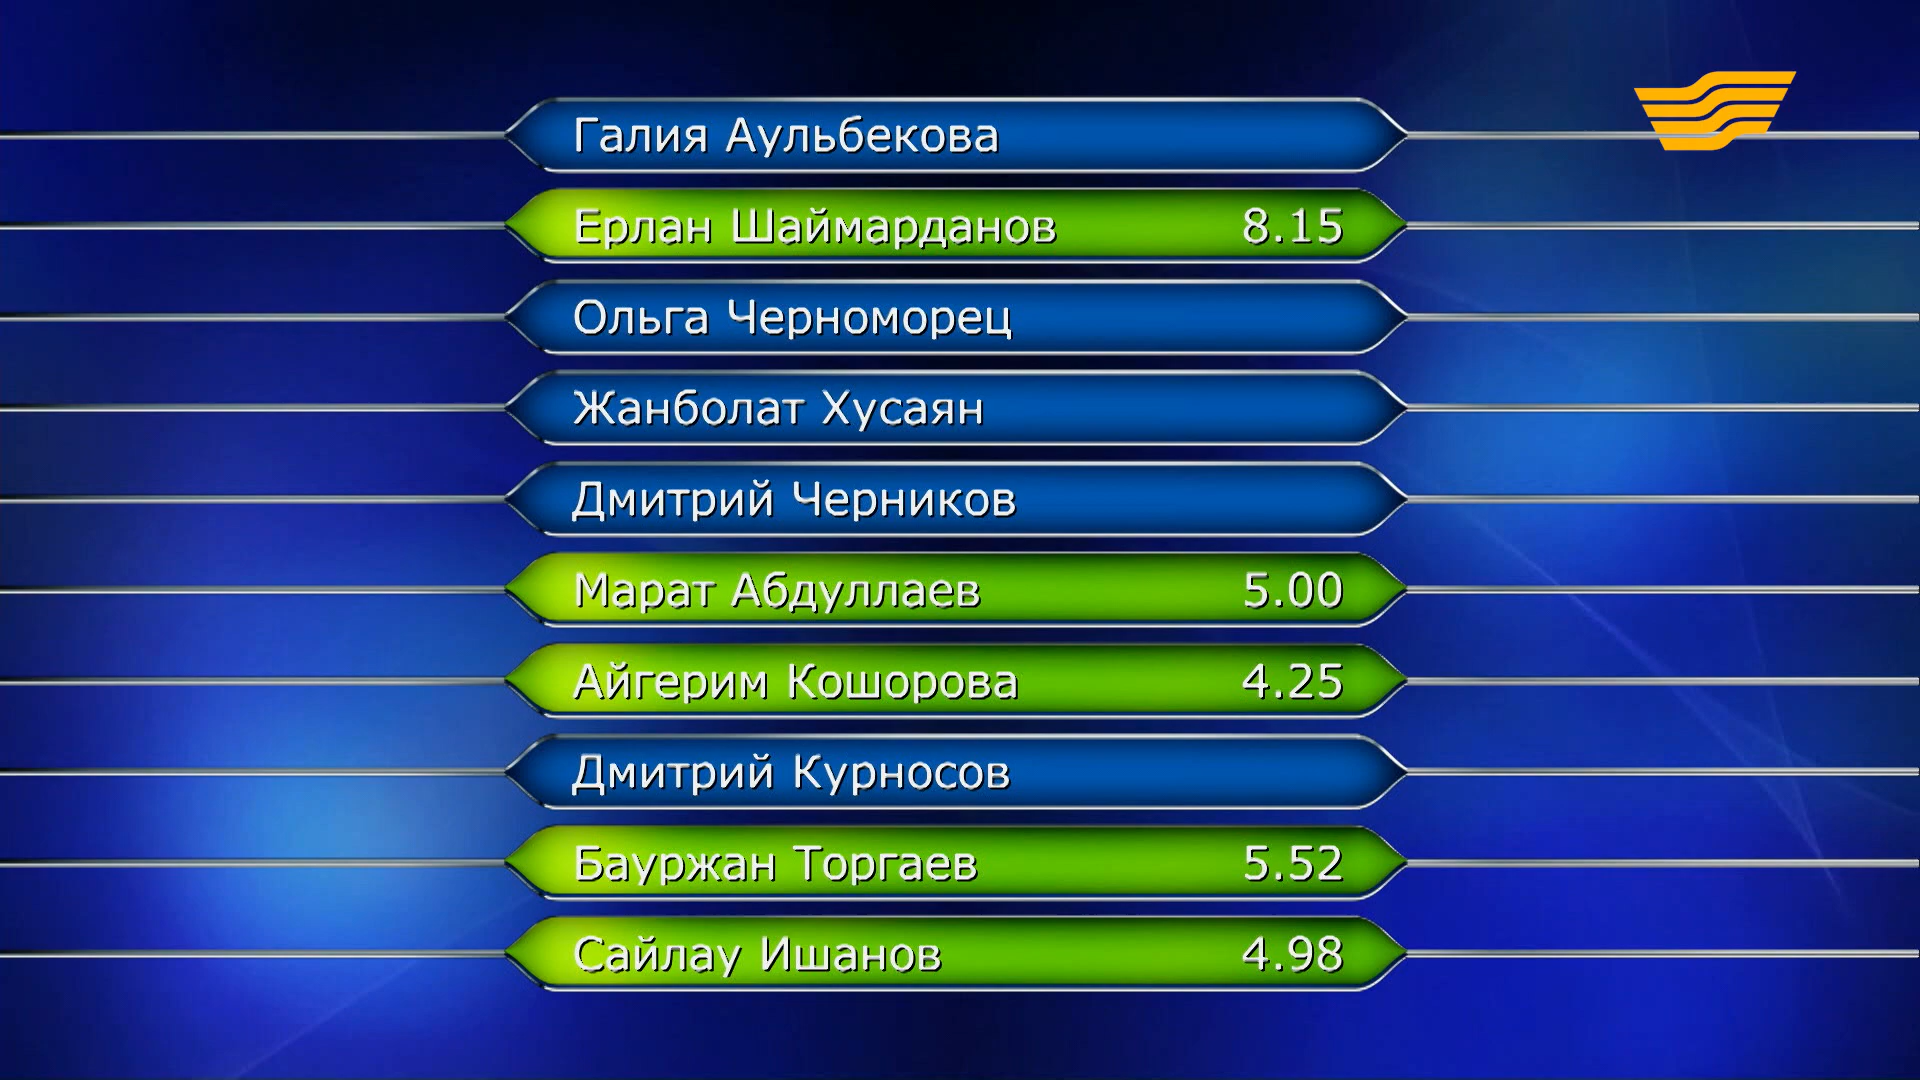 Галия Аульбекова
Ерлан Шаймарданов 8.15
Ольга Черноморец
Жанболат Хусаян
Дмитрий Черников
Марат Абдуллаев 5.00
Айгерим Кошорова 4.25
Дмитрий Курносов
Бауржан Торгаев 5.52
Сайлау Ишанов 4.98